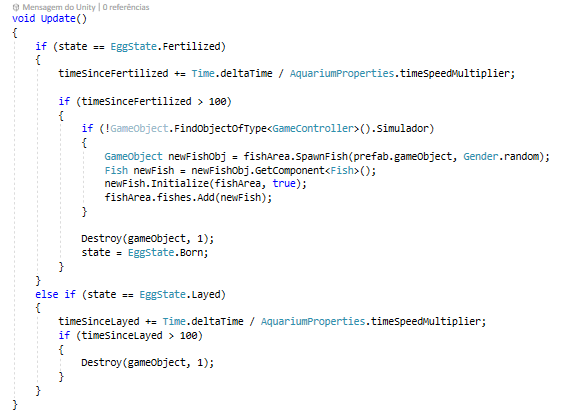 Mensagem do Unity | 0 referências
void Update()
{
    if (state == EggState.Fertilized)
    {
        timeSinceFertilized += Time.deltaTime / AquariumProperties.timeSpeedMultiplier;

        if (timeSinceFertilized > 100)
        {
            if (!GameObject.FindObjectOfType<GameController>().Simulador)
            {
                GameObject newFishObj = fishArea.SpawnFish(prefab.gameObject, Gender.random);
                Fish newFish = newFishObj.GetComponent<Fish>();
                newFish.Initialize(fishArea, true);
                fishArea.fishes.Add(newFish);
            }

            Destroy(gameObject, 1);
            state = EggState.Born;
        }
    }
    else if (state == EggState.Layed)
    {
        timeSinceLayed += Time.deltaTime / AquariumProperties.timeSpeedMultiplier;
        if (timeSinceLayed > 100)
        {
            Destroy(gameObject, 1);
        }
    }
}